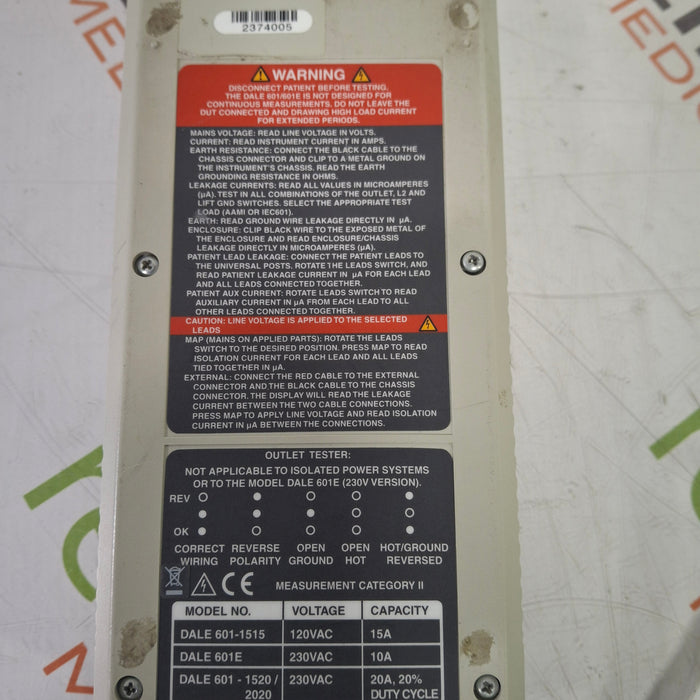 2374005
WARNING
DISCONNECT PATIENT BEFORE TESTING.
THE DALE 601/601E IS NOT DESIGNED FOR
CONTINUOUS MEASUREMENTS, DO NOT LEAVE THE
DUT CONNECTED AND DRAWING HIGH LOAD CURRENT
FOR EXTENDED PERIODS.
MAINS VOLTAGE: READ LINE VOLTAGE IN VOLTS.
CURRENT: READ INSTRUMENT CURRENT IN AMPS.
EARTH RESISTANCE: CONNECT THE BLACK CABLE TO THE
CHASSIS CONNECTOR AND CLIP TO A METAL GROUND ON
THE INSTRUMENT'S CHASSIS. READ THE EARTH
GROUNDING RESISTANCE IN OHMS.
LEAKAGE CURRENTS: READ ALL VALUES IN MICROAMPERES
(µA). TEST IN ALL COMBINATIONS OF THE OUTLET, L2 AND
LIFT GND SWITCHES. SELECT THE APPROPRIATE TEST
LOAD (AAMI OR IEC601).
EARTH: READ GROUND WIRE LEAKAGE DIRECTLY IN µA.
ENCLOSURE: CLIP BLACK WIRE TO THE EXPOSED METAL OF
THE ENCLOSURE AND READ ENCLOSURE/CHASSIS
LEAKAGE DIRECTLY IN MICROAMPERES (µA).
PATIENT LEAD LEAKAGE: CONNECT THE PATIENT LEADS TO
THE UNIVERSAL POSTS. ROTATE THE LEADS SWITCH, AND
READ PATIENT LEAKAGE CURRENT IN µA FOR EACH LEAD
AND ALL LEADS CONNECTED TOGETHER.
PATIENT AUX CURRENT: ROTATE LEADS SWITCH TO READ
AUXILIARY CURRENT IN µA FROM EACH LEAD TO ALL
OTHER LEADS CONNECTED TOGETHER.
CAUTION: LINE VOLTAGE IS APPLIED TO THE SELECTED
LEADS
MAP (MAINS ON APPLIED PARTS): ROTATE THE LEADS
SWITCH TO THE DESIRED POSITION. PRESS MAP TO READ
ISOLATION CURRENT FOR EACH LEAD AND ALL LEADS
TIED TOGETHER IN µA.
EXTERNAL: CONNECT THE RED CABLE TO THE EXTERNAL
CONNECTOR AND THE BLACK CABLE TO THE CHASSIS
CONNECTOR. THE DISPLAY WILL READ THE LEAKAGE
CURRENT BETWEEN THE TWO CABLE CONNECTIONS.
PRESS MAP TO APPLY LINE VOLTAGE AND READ ISOLATION
CURRENT IN µA BETWEEN THE CONNECTIONS.
OUTLET TESTER:
NOT APPLICABLE TO ISOLATED POWER SYSTEMS
OR TO THE MODEL DALE 601E (230V VERSION).
REV
OK
CORRECT WIRING REVERSE POLARITY OPEN GROUND OPEN HOT HOT/GROUND REVERSED
CE MEASUREMENT CATEGORY II
MODEL NO. VOLTAGE CAPACITY
DALE 601-1515 120VAC 15A
DALE 601E 230VAC 10A
DALE 601 - 1520 / 2020 230VAC 20A, 20% DUTY CYCLE
MEDIC